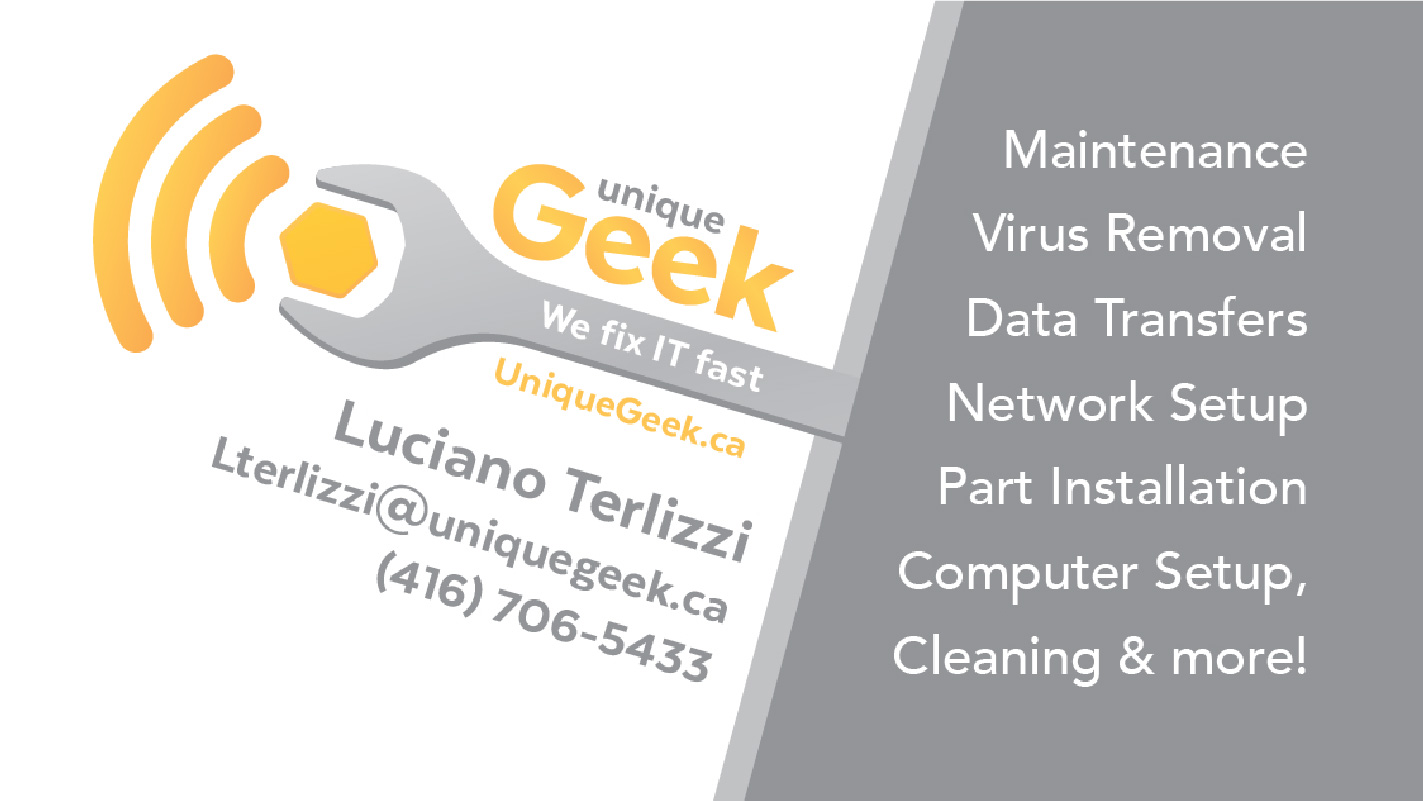 unique
Geek
We fix IT fast
UniqueGeek.ca
Luciano Terlizzi
Lterlizzi@uniquegeek.ca
(416) 706-5433
Maintenance
Virus Removal
Data Transfers
Network Setup
Part Installation
Computer Setup,
Cleaning & more!